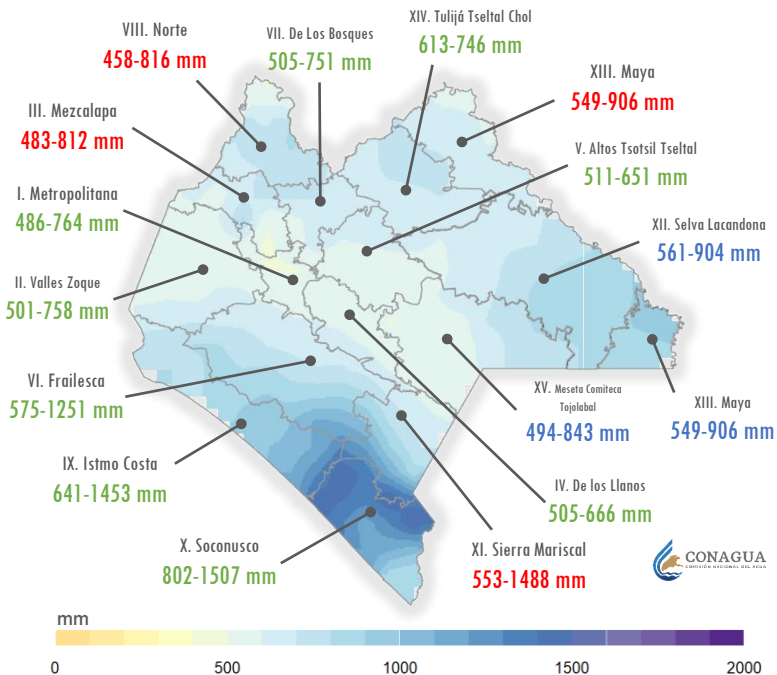 XIV. Tulijá Tseltal Chol
613-746 mm
VIII. Norte
458-816 mm
VII. De Los Bosques
505-751 mm
XIII. Maya
549-906 mm
III. Mezcalapa
483-812 mm
V. Altos Tsotsil Tseltal
511-651 mm
I. Metropolitana
486-764 mm
XII. Selva Lacandona
561-904 mm
II. Valles Zoque
501-758 mm
VI. Frailesca
575-1251 mm
XV. Meseta Comiteca
Tojolabal
494-843 mm
XIII. Maya
549-906 mm
IX. Istmo Costa
641-1453 mm
IV. De los Llanos
505-666 mm
X. Soconusco
802-1507 mm
XI. Sierra Mariscal
553-1488 mm
CONAGUA
COMISIÓN NACIONAL DEL AGUA
mm
0 500 1000 1500 2000